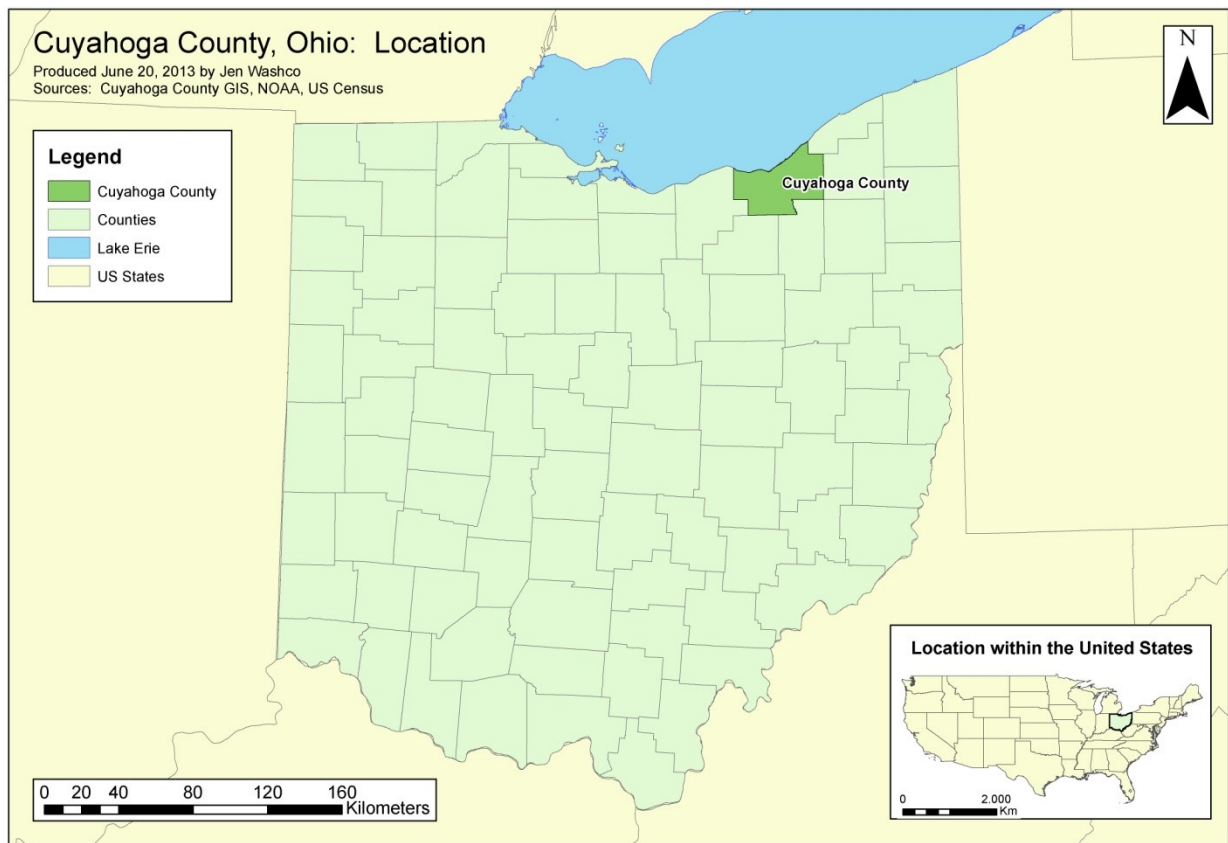 Cuyahoga County, Ohio: Location
Produced June 20, 2013 by Jen Washco
Sources: Cuyahoga County GIS, NOAA, US Census
N
Legend
Cuyahoga County
Counties
Lake Erie
US States
Cuyahoga County
Location within the United States
0 2.000
Km
0 20 40 80 120 160
Kilometers